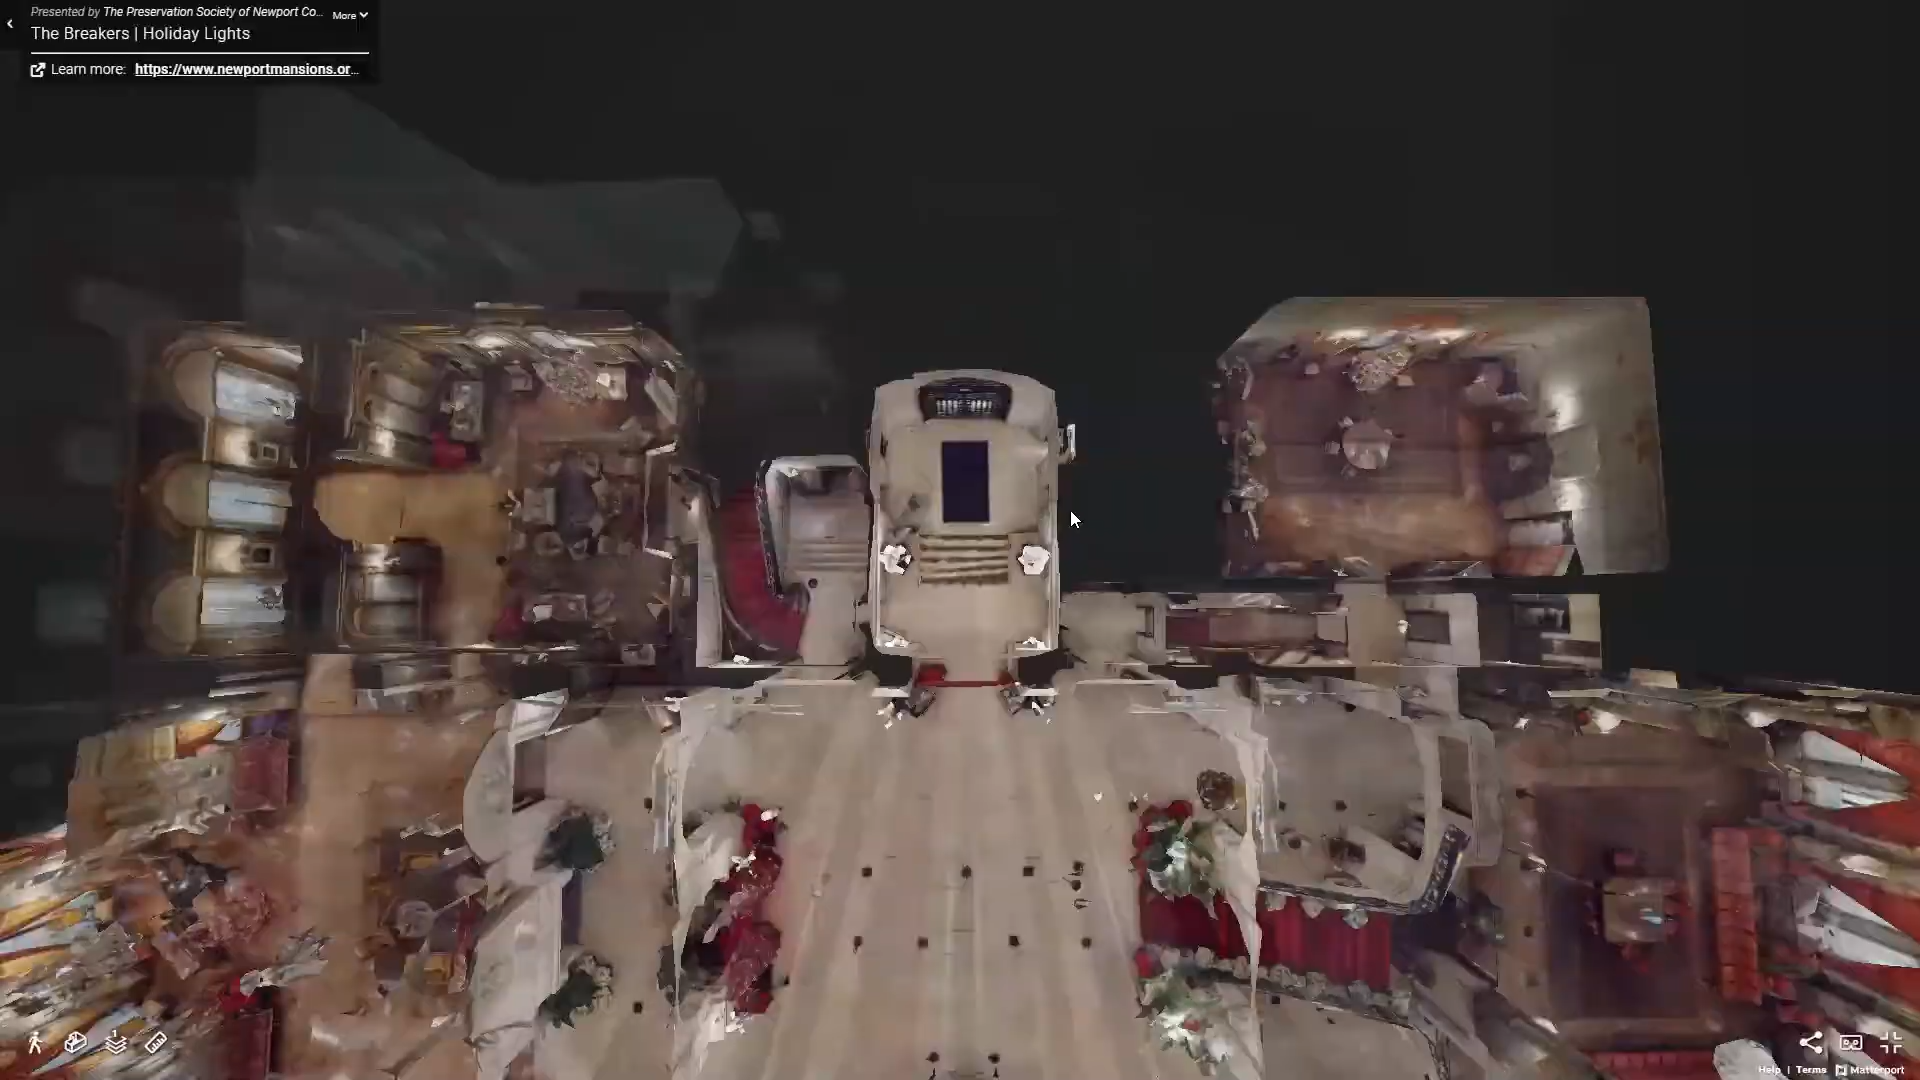 Presented by The Preservation Society of Newport Co...
More
The Breakers | Holiday Lights
Learn more: https://www.newportmansions.or...
1
Help | Terms Matterport